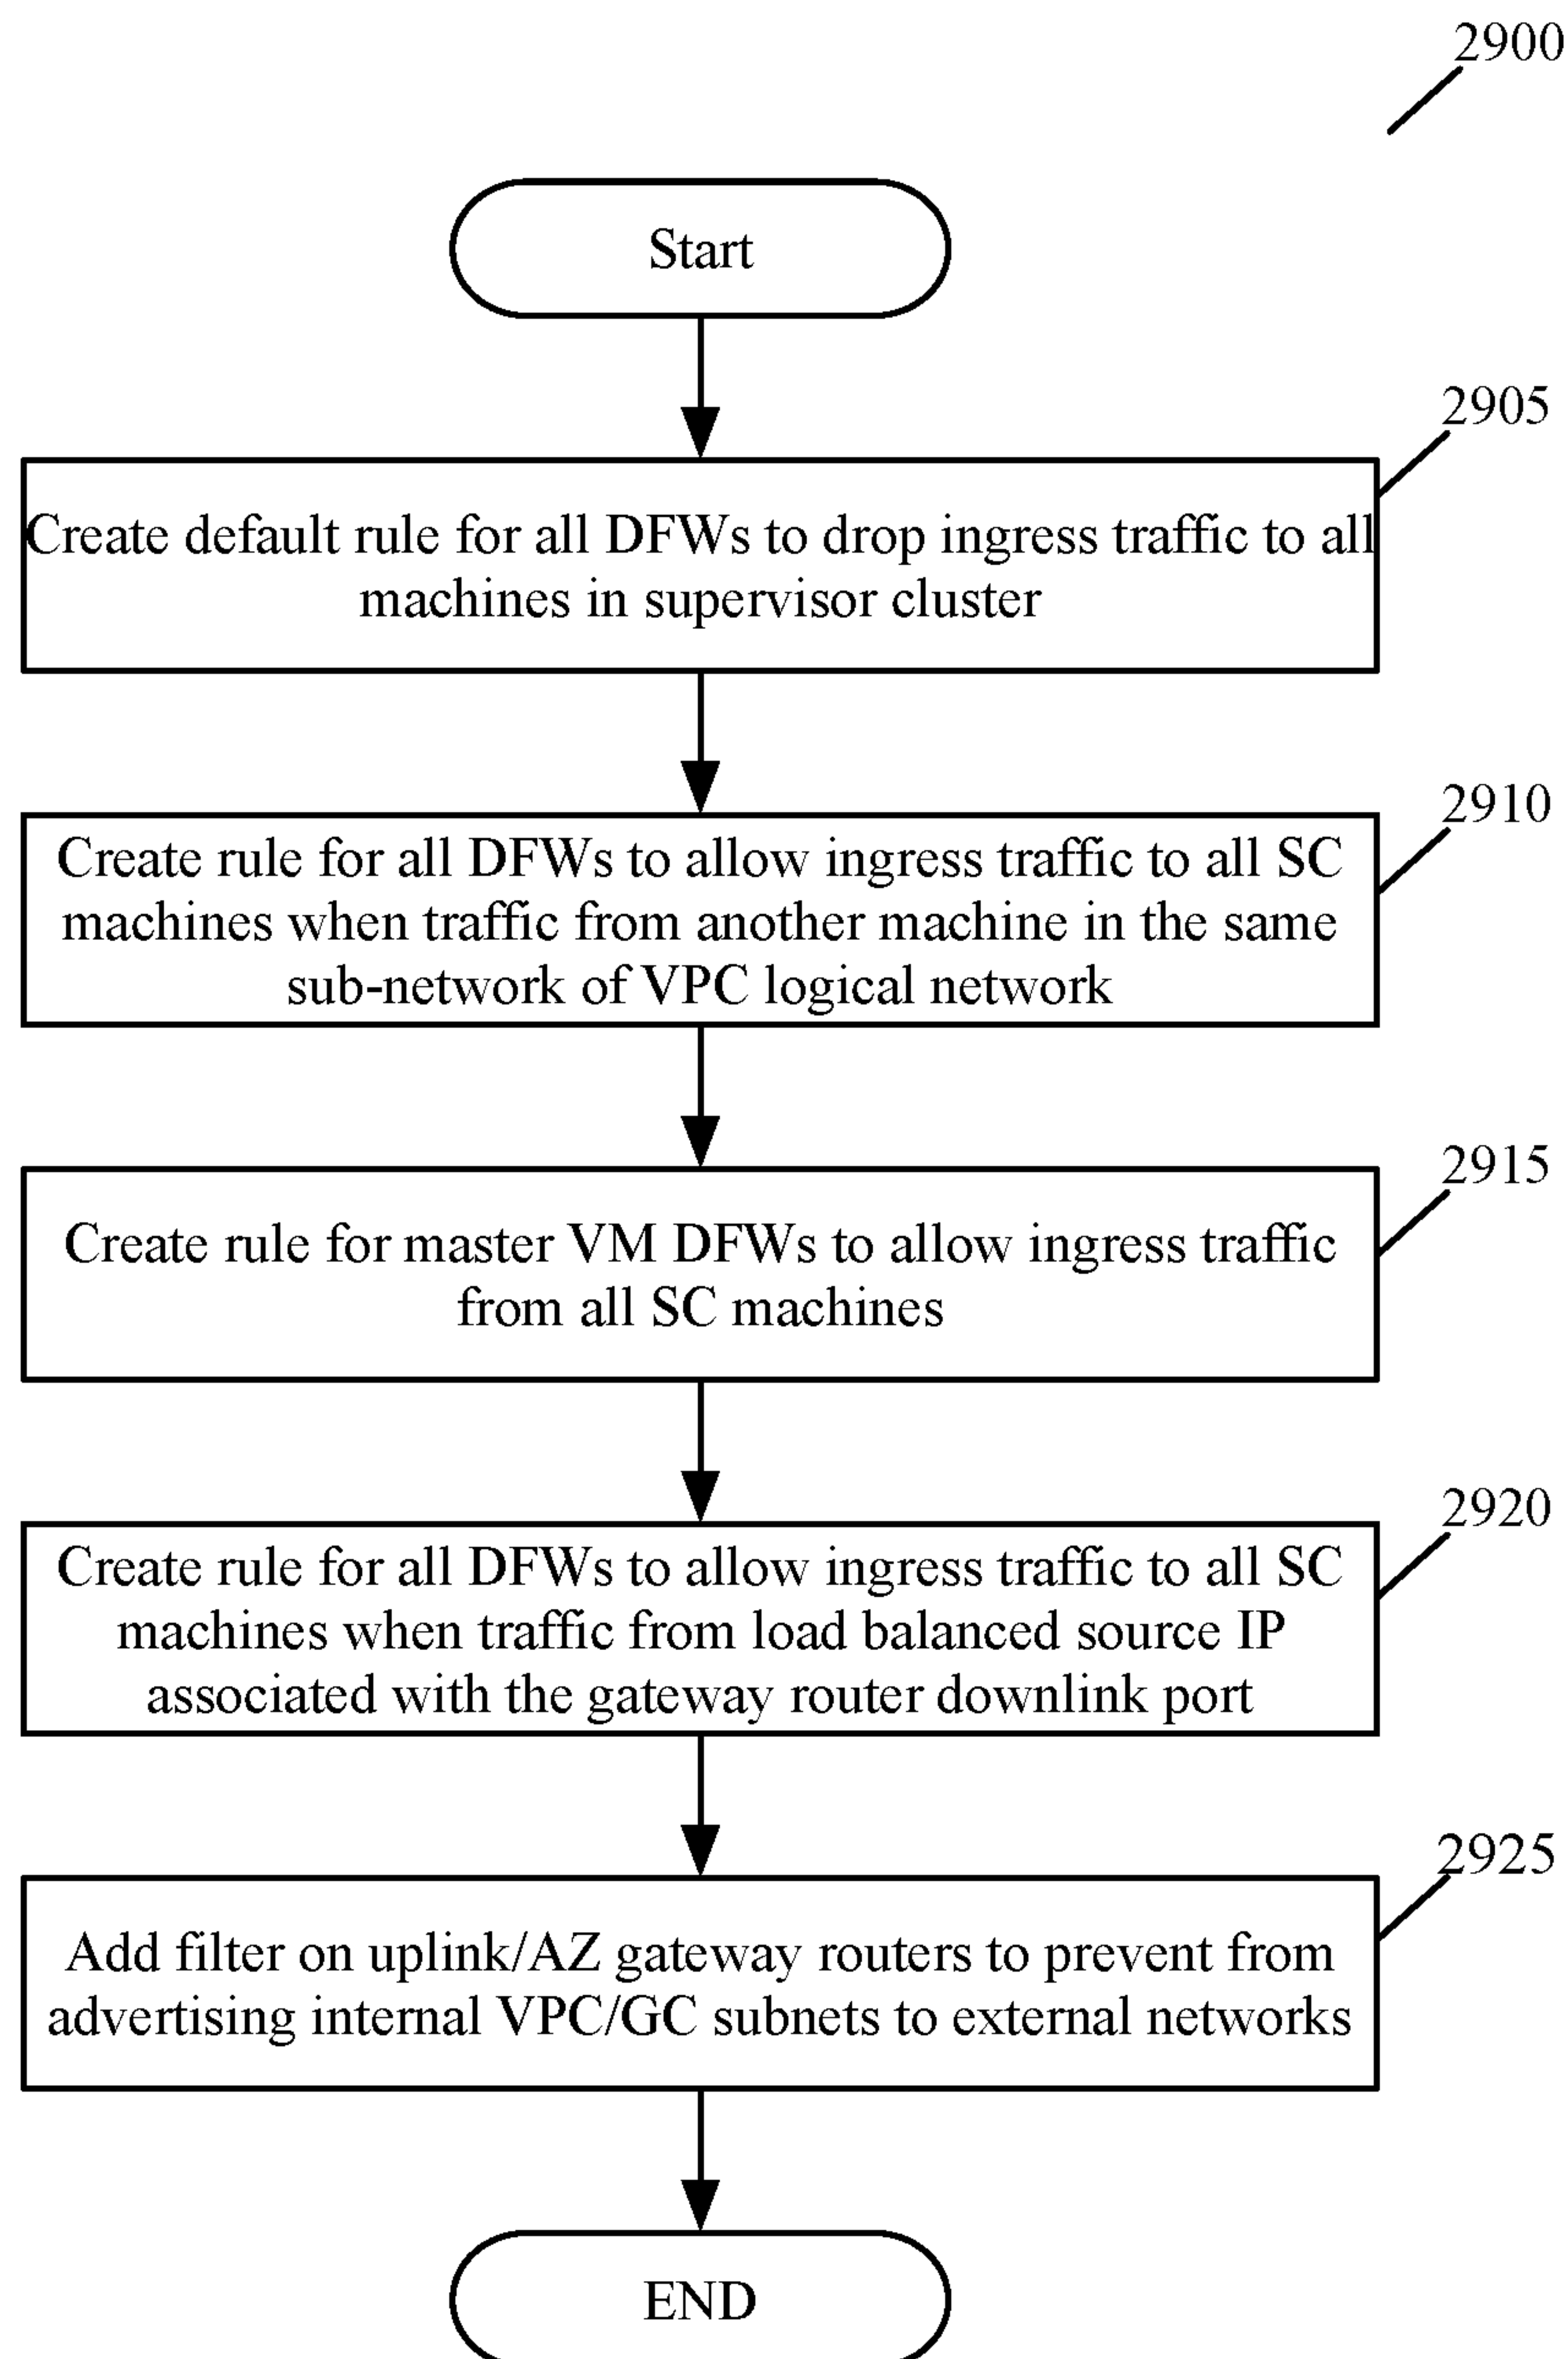 2900
Start
2905
Create default rule for all DFWs to drop ingress traffic to all
machines in supervisor cluster
2910
Create rule for all DFWs to allow ingress traffic to all SC
machines when traffic from another machine in the same
sub-network of VPC logical network
2915
Create rule for master VM DFWs to allow ingress traffic
from all SC machines
2920
Create rule for all DFWs to allow ingress traffic to all SC
machines when traffic from load balanced source IP
associated with the gateway router downlink port
2925
Add filter on uplink/AZ gateway routers to prevent from
advertising internal VPC/GC subnets to external networks
END